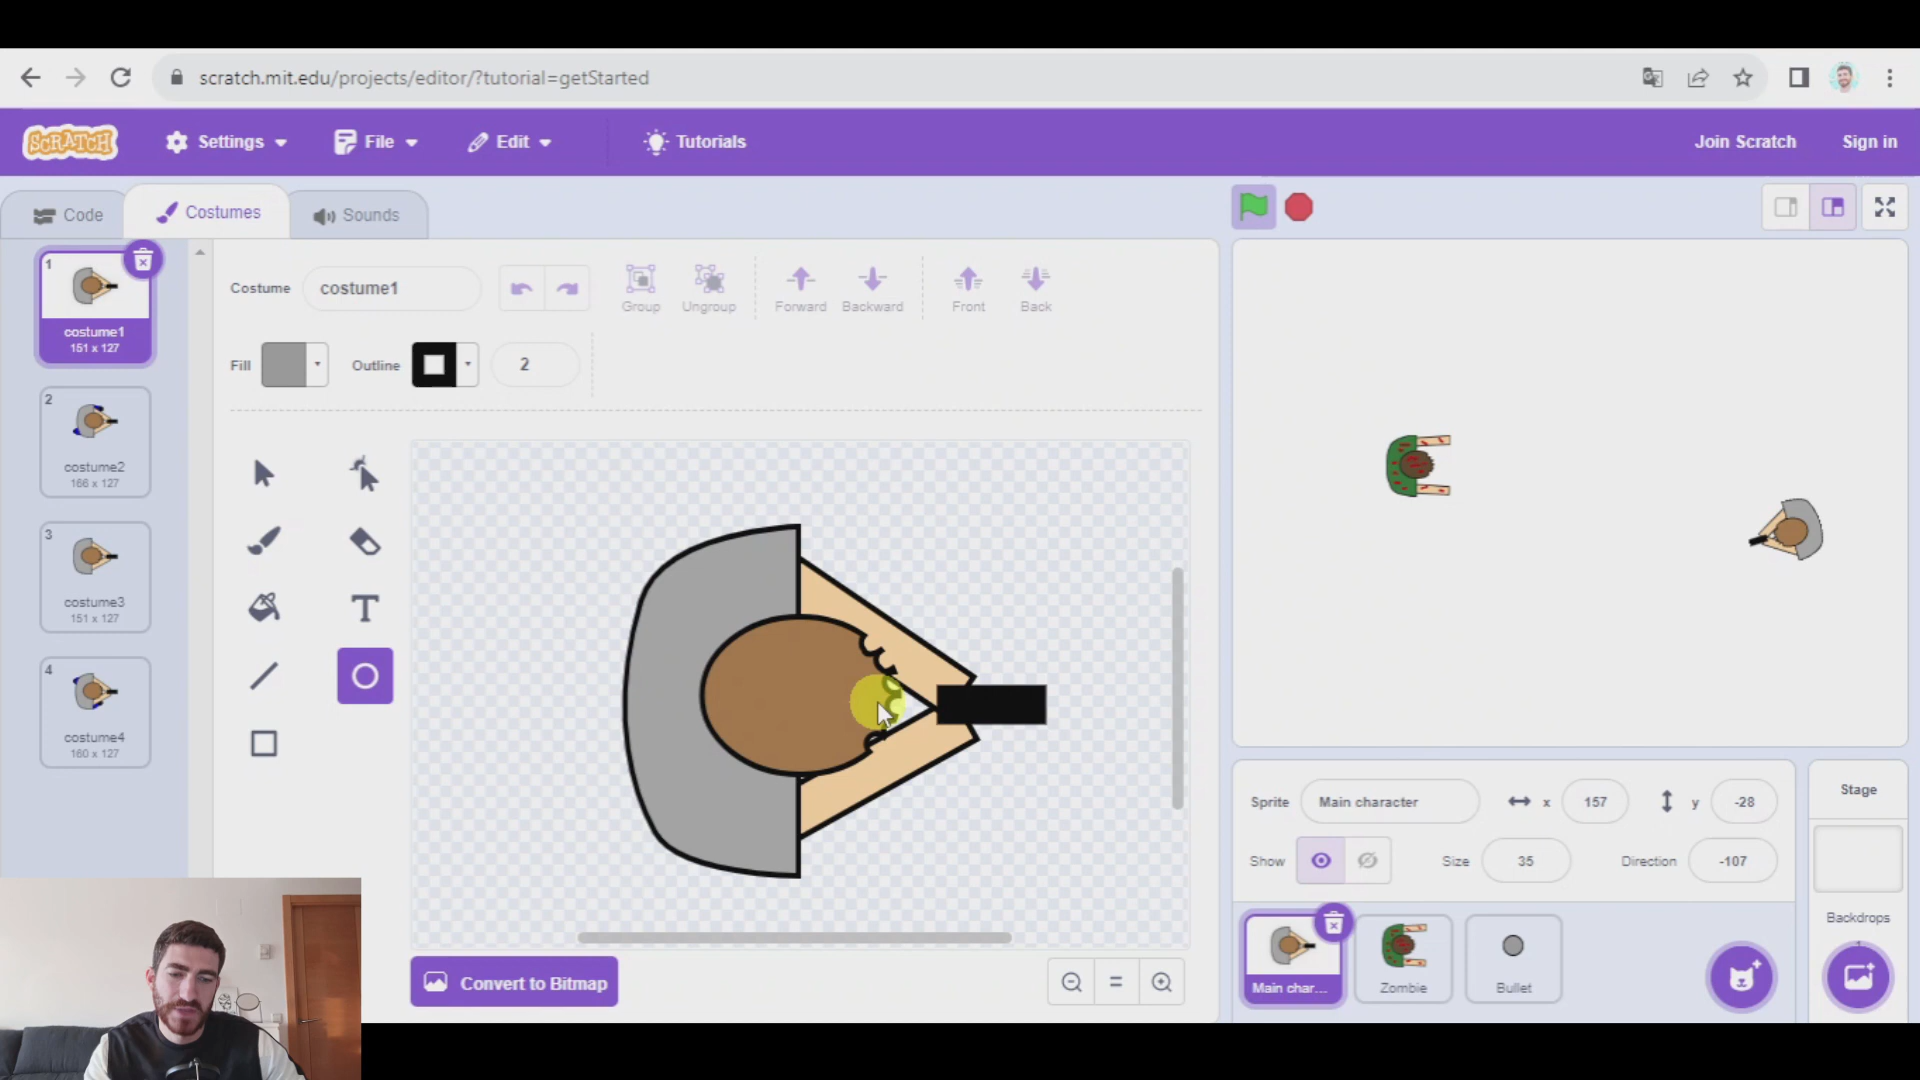 scratch.mit.edu/projects/editor/?tutorial=getStarted
SCRATCH Settings File Edit Tutorials Join Scratch Sign in
Code Costumes Sounds
1
costume1
151 x 127
2
costume2
166 x 127
3
costume3
151 x 127
4
costume4
160 x 127
Costume costume1 Group Ungroup Forward Backward Front Back
Fill Outline 2
T
Convert to Bitmap
Sprite Main character x 157 y -28
Show Size 35 Direction -107
Main char... Zombie Bullet
Stage
Backdrops
1